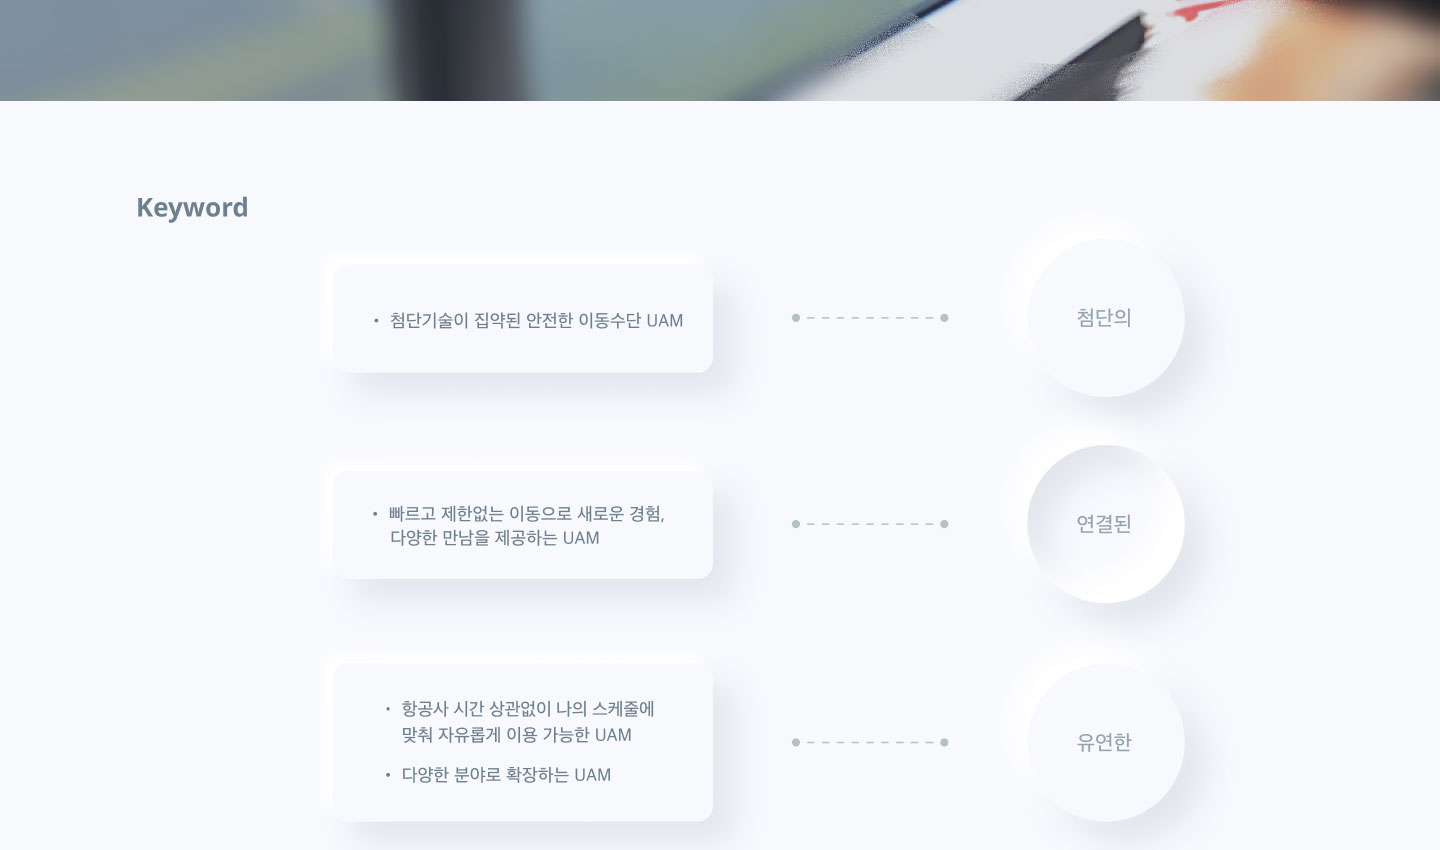 Keyword
• 첨단기술이 집약된 안전한 이동수단 UAM
첨단의
• 빠르고 제한없는 이동으로 새로운 경험,
다양한 만남을 제공하는 UAM
연결된
• 항공사 시간 상관없이 나의 스케줄에
맞춰 자유롭게 이용 가능한 UAM
• 다양한 분야로 확장하는 UAM
유연한